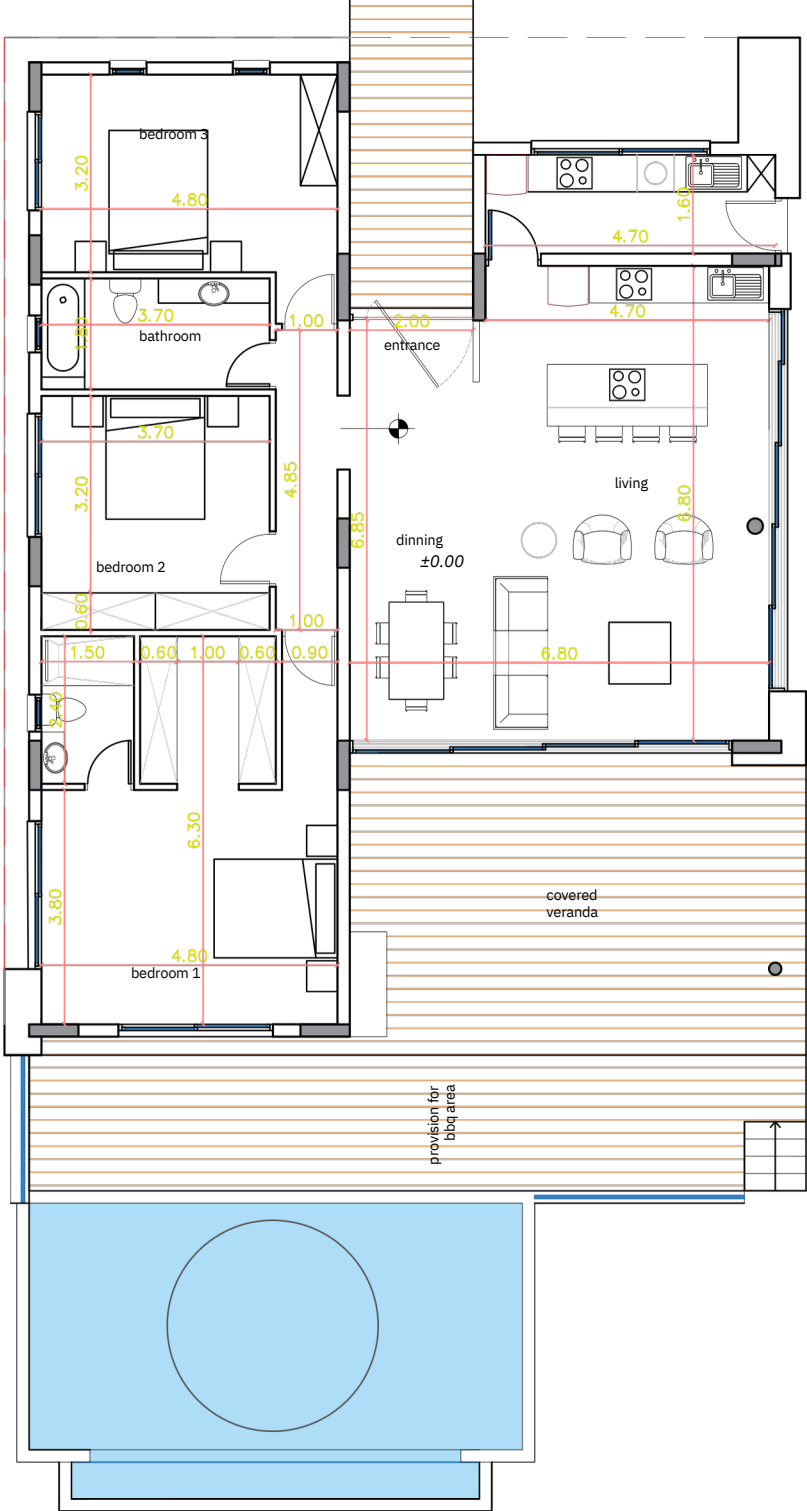 bedroom 3
3.20
4.80
1.60
4.70
3.70
1.80
bathroom
1.00
2.00
entrance
4.70
3.70
3.20
4.85
living
6.80
6.85
dinning
±0.00
bedroom 2
0.60
1.00
1.50
0.60
1.00
0.60
0.90
6.80
2.40
6.30
3.80
4.80
bedroom 1
covered
veranda
provision for
bbq area